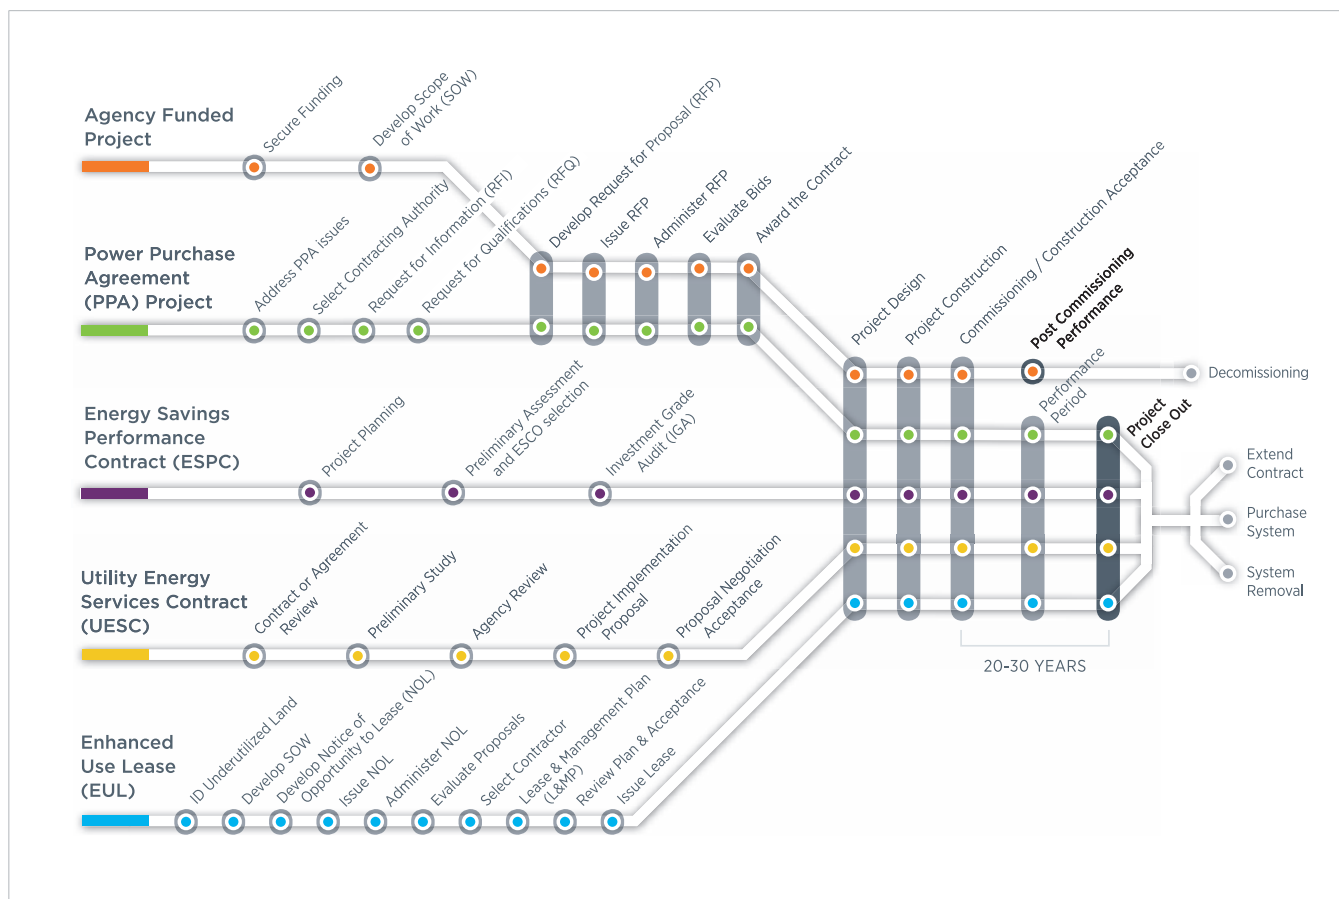 Agency Funded
Project
Secure Funding
Develop Scope
of Work (SOW)
Power Purchase
Agreement
(PPA) Project
Address PPA issues
Select Contracting Authority
Request for Information (RFI)
Request for Qualifications (RFQ)
Develop Request for Proposal (RFP)
Issue RFP
Administer RFP
Evaluate Bids
Award the Contract
Project Design
Project Construction
Commissioning / Construction Acceptance
Post Commissioning
Performance
Decomissioning
Performance
Period
Project
Close Out
Energy Savings
Performance
Contract (ESPC)
Project Planning
Preliminary Assessment
and ESCO selection
Investment Grade
Audit (IGA)
Extend
Contract
Purchase
System
System
Removal
Utility Energy
Services Contract
(UESC)
Contract or Agreement
Review
Preliminary Study
Agency Review
Project Implementation
Proposal
Proposal Negotiation
Acceptance
20-30 YEARS
Enhanced
Use Lease
(EUL)
ID Underutilized Land
Develop SOW
Develop Notice of
Opportunity to Lease (NOL)
Issue NOL
Administer NOL
Evaluate Proposals
Select Contractor
Lease & Management Plan
(L&MP)
Review Plan & Acceptance
Issue Lease